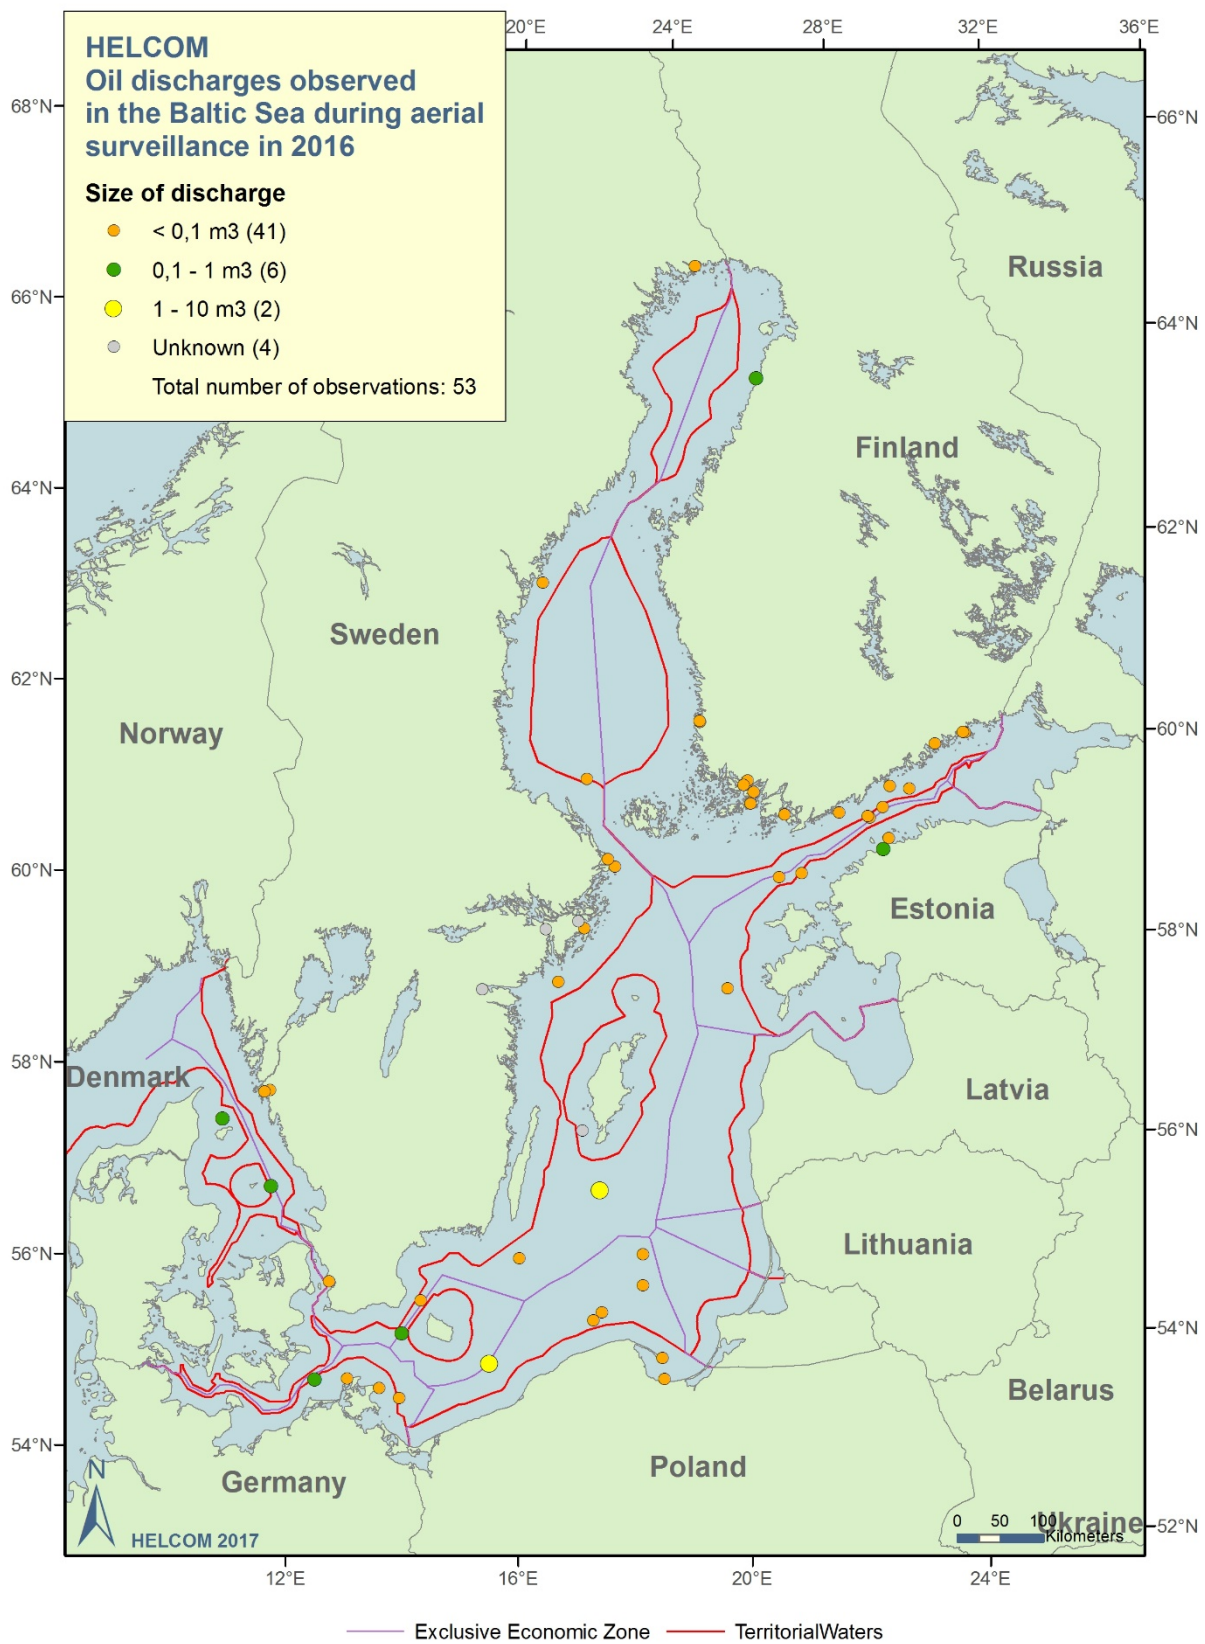 20°E
24°E
28°E
32°E
36°E
HELCOM
Oil discharges observed
in the Baltic Sea during aerial
surveillance in 2016
Size of discharge
< 0,1 m3 (41)
0,1 - 1 m3 (6)
1 - 10 m3 (2)
Unknown (4)
Total number of observations: 53
68°N
66°N
Russia
66°N
64°N
Finland
64°N
62°N
Sweden
62°N
Norway
60°N
60°N
Estonia
58°N
58°N
Denmark
Latvia
56°N
Lithuania
56°N
54°N
Belarus
54°N
Poland
Germany
N
HELCOM 2017
0 50 100
Ukraine
Kilometers
52°N
12°E
16°E
20°E
24°E
Exclusive Economic Zone
TerritorialWaters